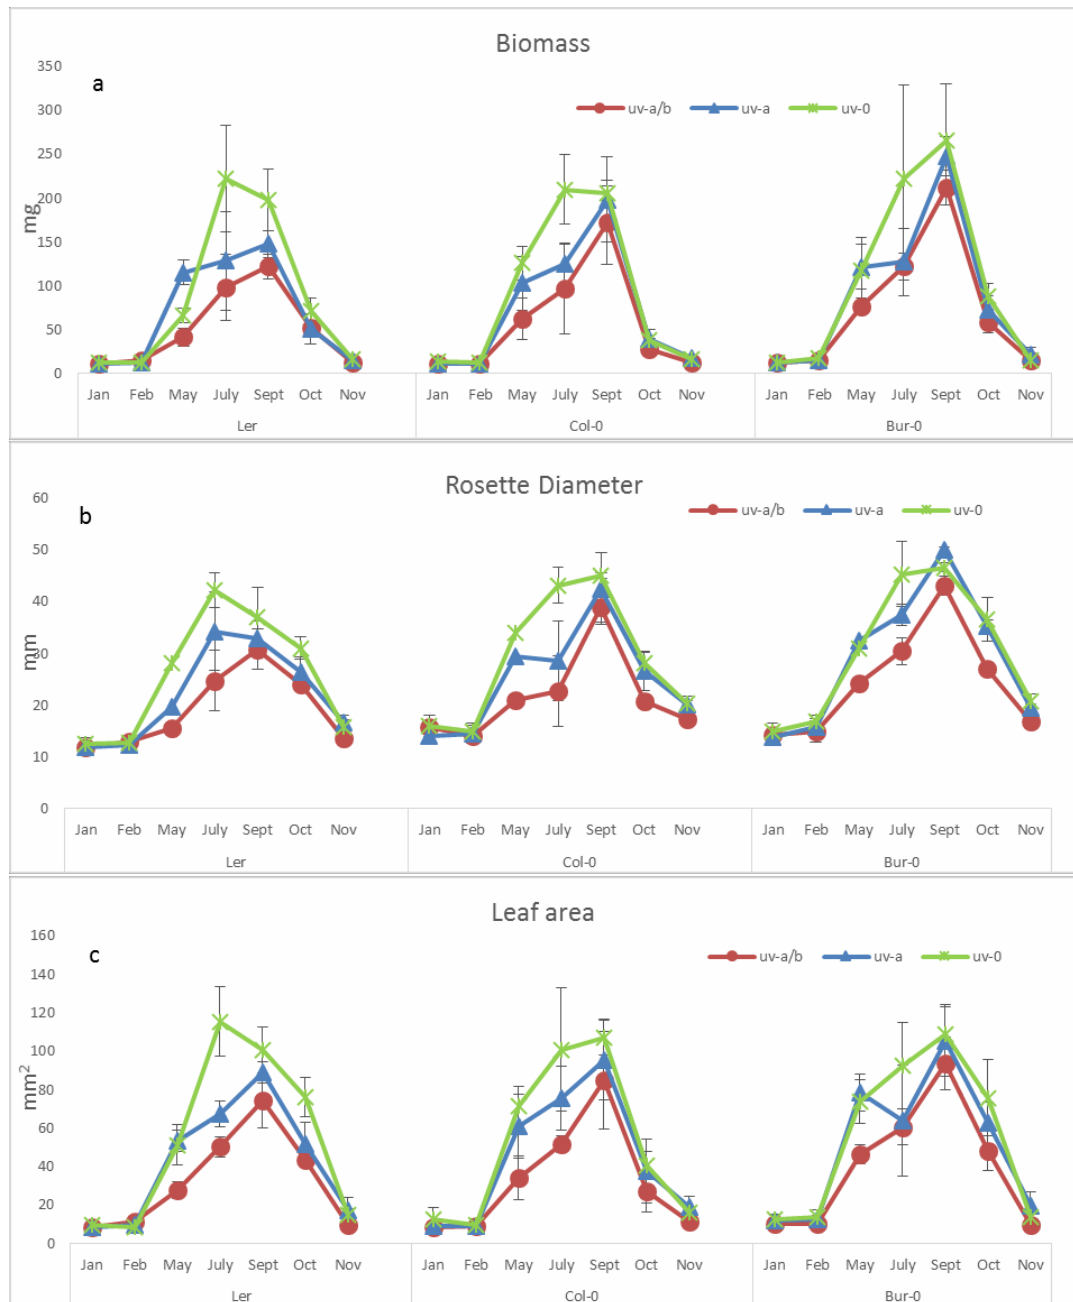 Biomass
a
350
300
250
200
150
100
50
0
mg
uv-a/b uv-a uv-0
Jan Feb May July Sept Oct Nov Jan Feb May July Sept Oct Nov Jan Feb May July Sept Oct Nov
Ler Col-0 Bur-0
Rosette Diameter
b
60
50
40
30
20
10
0
mm
uv-a/b uv-a uv-0
Jan Feb May July Sept Oct Nov Jan Feb May July Sept Oct Nov Jan Feb May July Sept Oct Nov
Ler Col-0 Bur-0
Leaf area
c
160
140
120
100
80
60
40
20
0
mm²
uv-a/b uv-a uv-0
Jan Feb May July Sept Oct Nov Jan Feb May July Sept Oct Nov Jan Feb May July Sept Oct Nov
Ler Col-0 Bur-0